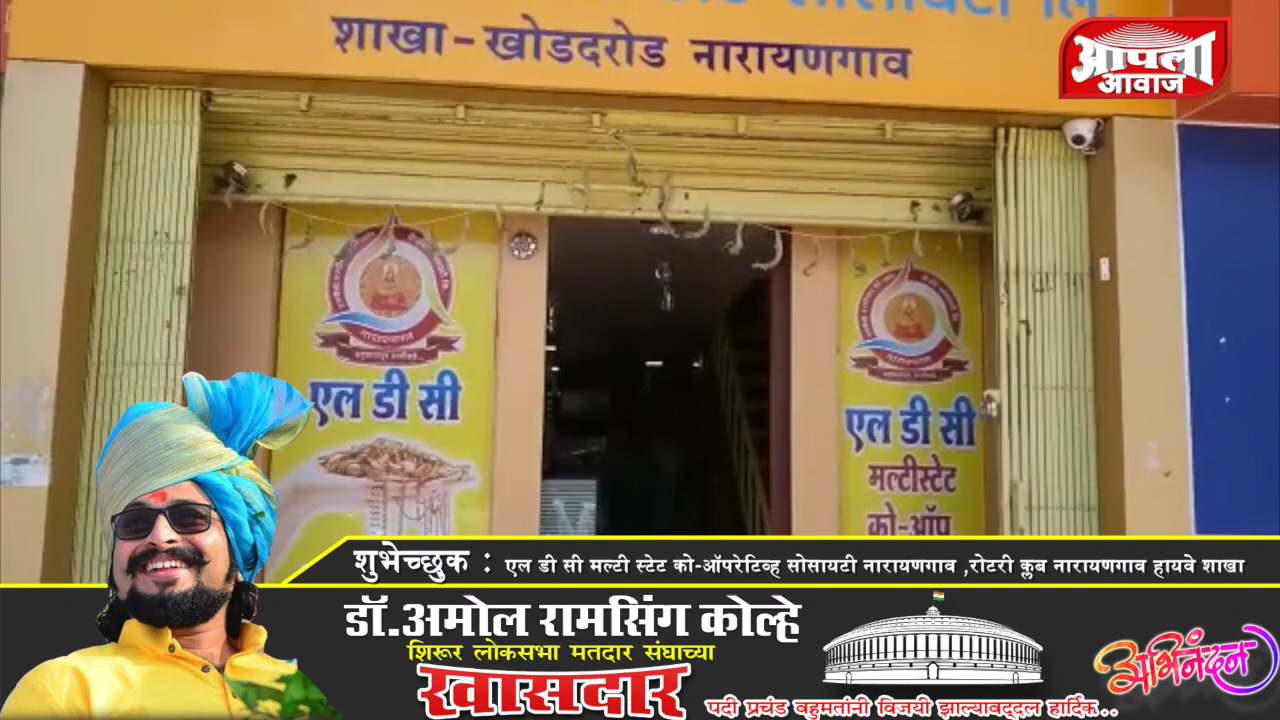 सोसायटी लि
शाखा-खोडदरोड नारायणगाव
आपला
आवाज
एल डी सी
एल डी सी
मल्टीस्टेट
को-ऑप
शुभेच्छुक : एल डी सी मल्टी स्टेट को-ऑपरेटिव्ह सोसायटी नारायणगाव ,रोटरी क्लब नारायणगाव हायवे शाखा
डॉ.अमोल रामसिंग कोल्हे
शिरूर लोकसभा मतदार संघाच्या
खासदार
पदी प्रचंड बहुमतांनी विजयी झाल्याबद्दल हार्दिक..
अभिनंदन